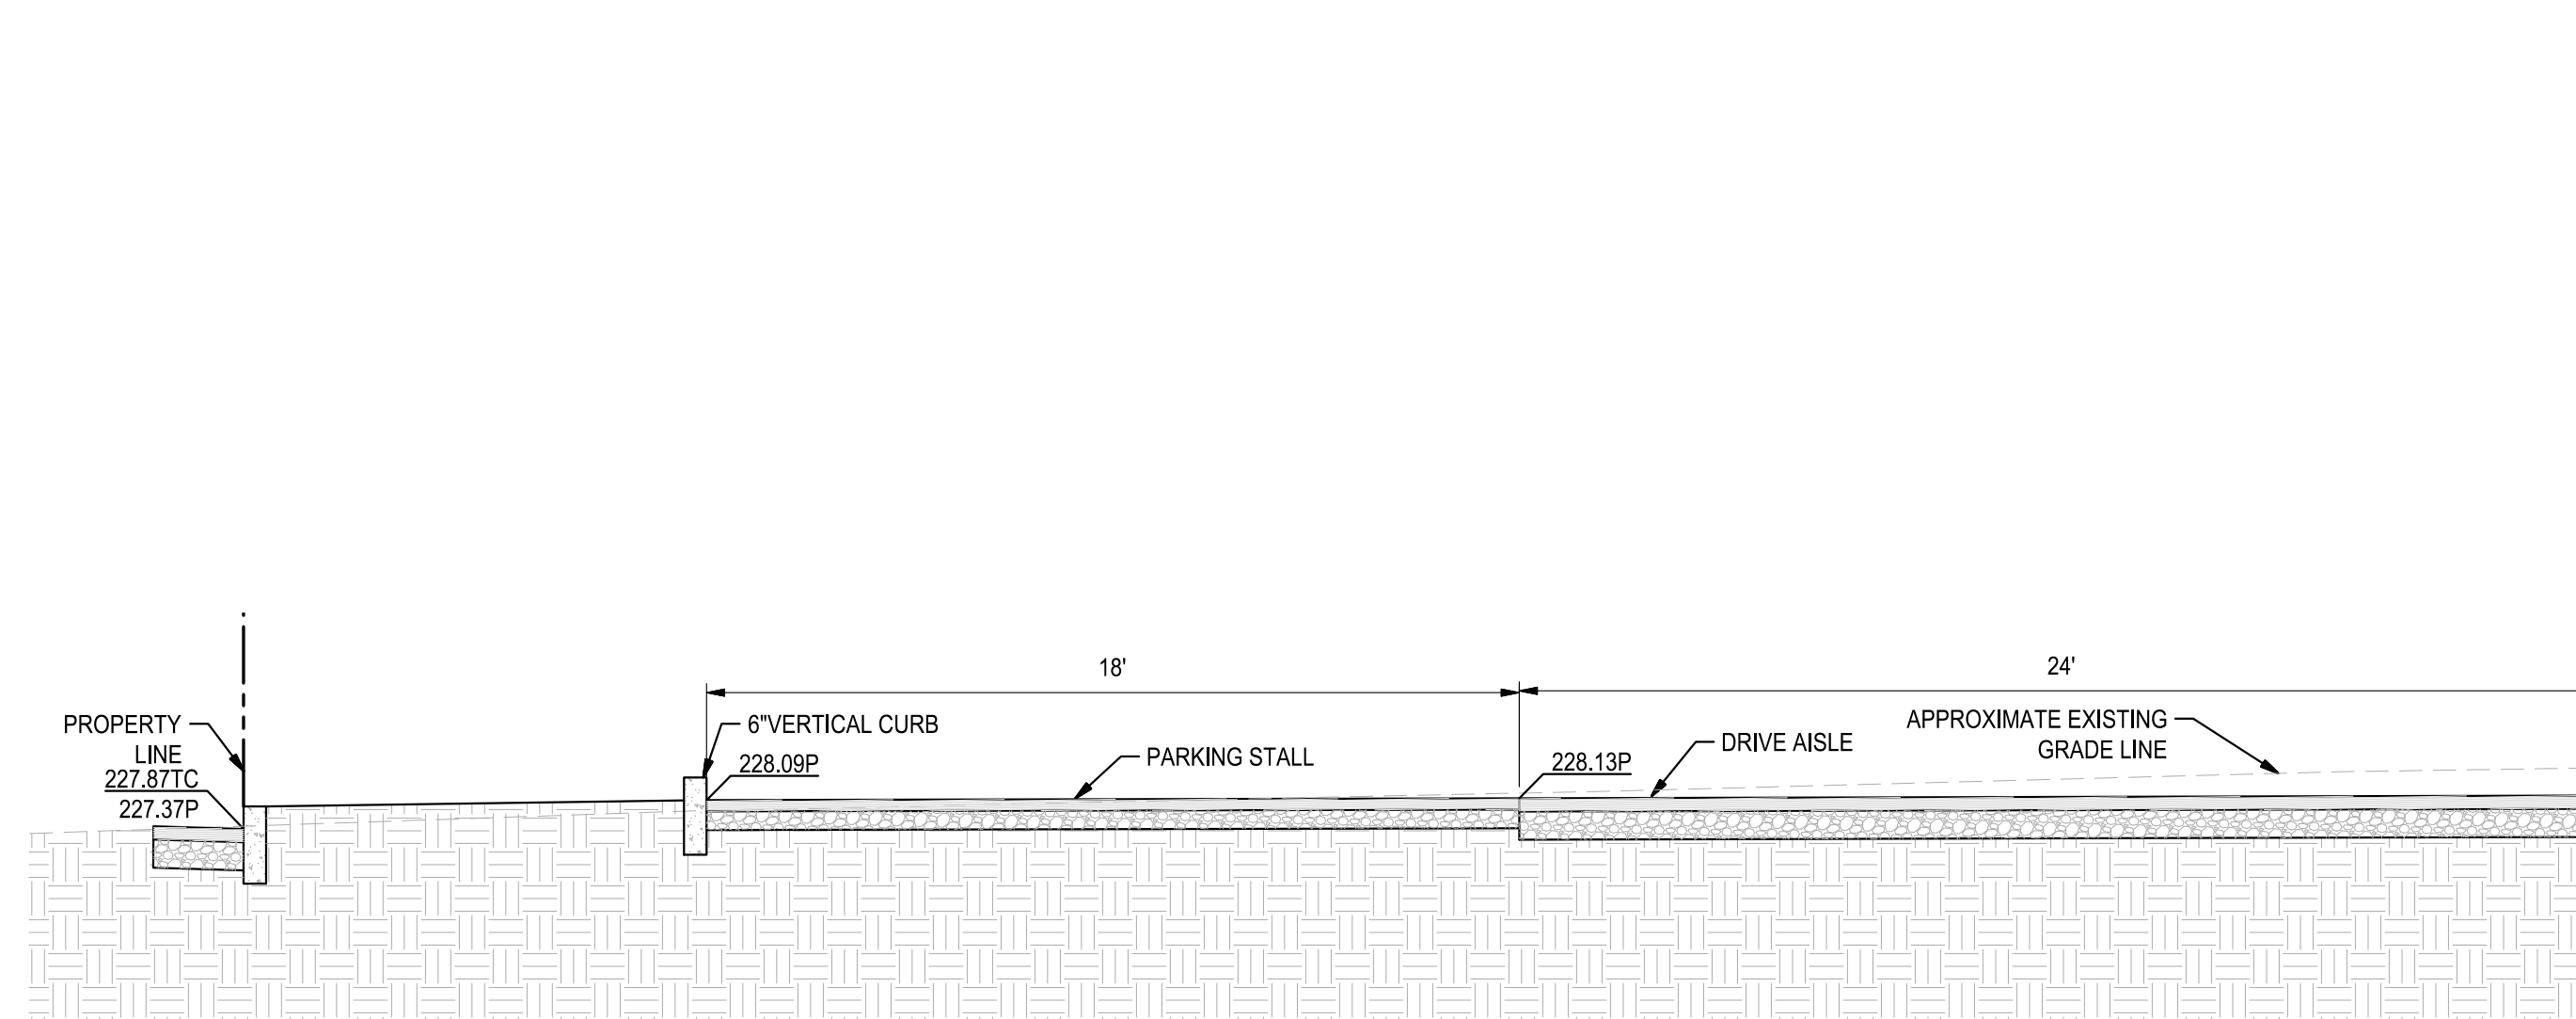 18'
24'
PROPERTY
LINE
227.87TC
227.37P
6"VERTICAL CURB
228.09P
PARKING STALL
228.13P
DRIVE AISLE
APPROXIMATE EXISTING
GRADE LINE